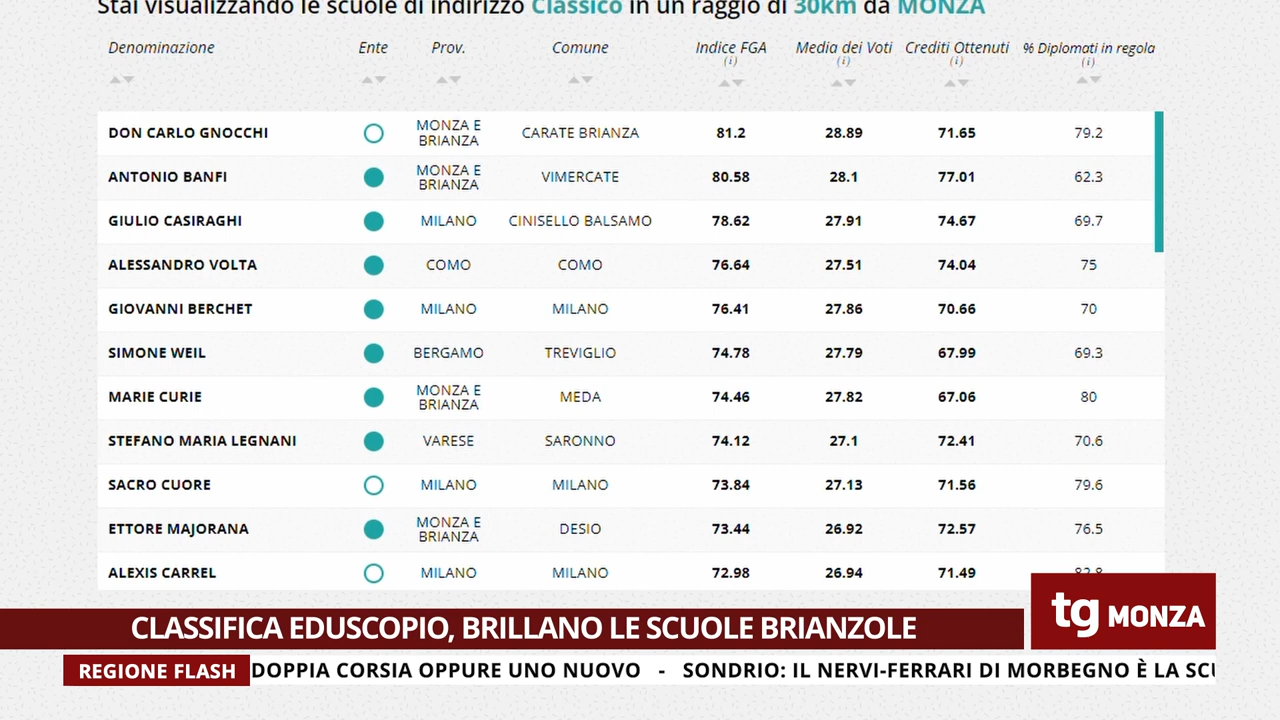 Stai visualizzando le scuole di indirizzo Classico in un raggio di 30km da MONZA
Denominazione Ente Prov. Comune Indice FGA (i) Media dei Voti (i) Crediti Ottenuti (i) % Diplomati in regola (i)
DON CARLO GNOCCHI MONZA E BRIANZA CARATE BRIANZA 81.2 28.89 71.65 79.2
ANTONIO BANFI MONZA E BRIANZA VIMERCATE 80.58 28.1 77.01 62.3
GIULIO CASIRAGHI MILANO CINISELLO BALSAMO 78.62 27.91 74.67 69.7
ALESSANDRO VOLTA COMO COMO 76.64 27.51 74.04 75
GIOVANNI BERCHET MILANO MILANO 76.41 27.86 70.66 70
SIMONE WEIL BERGAMO TREVIGLIO 74.78 27.79 67.99 69.3
MARIE CURIE MONZA E BRIANZA MEDA 74.46 27.82 67.06 80
STEFANO MARIA LEGNANI VARESE SARONNO 74.12 27.1 72.41 70.6
SACRO CUORE MILANO MILANO 73.84 27.13 71.56 79.6
ETTORE MAJORANA MONZA E BRIANZA DESIO 73.44 26.92 72.57 76.5
ALEXIS CARREL MILANO MILANO 72.98 26.94 71.49
CLASSIFICA EDUSCOPIO, BRILLANO LE SCUOLE BRIANZOLE
tg MONZA
REGIONE FLASH DOPPIA CORSIA OPPURE UNO NUOVO - SONDRIO: IL NERVI-FERRARI DI MORBEGNO È LA